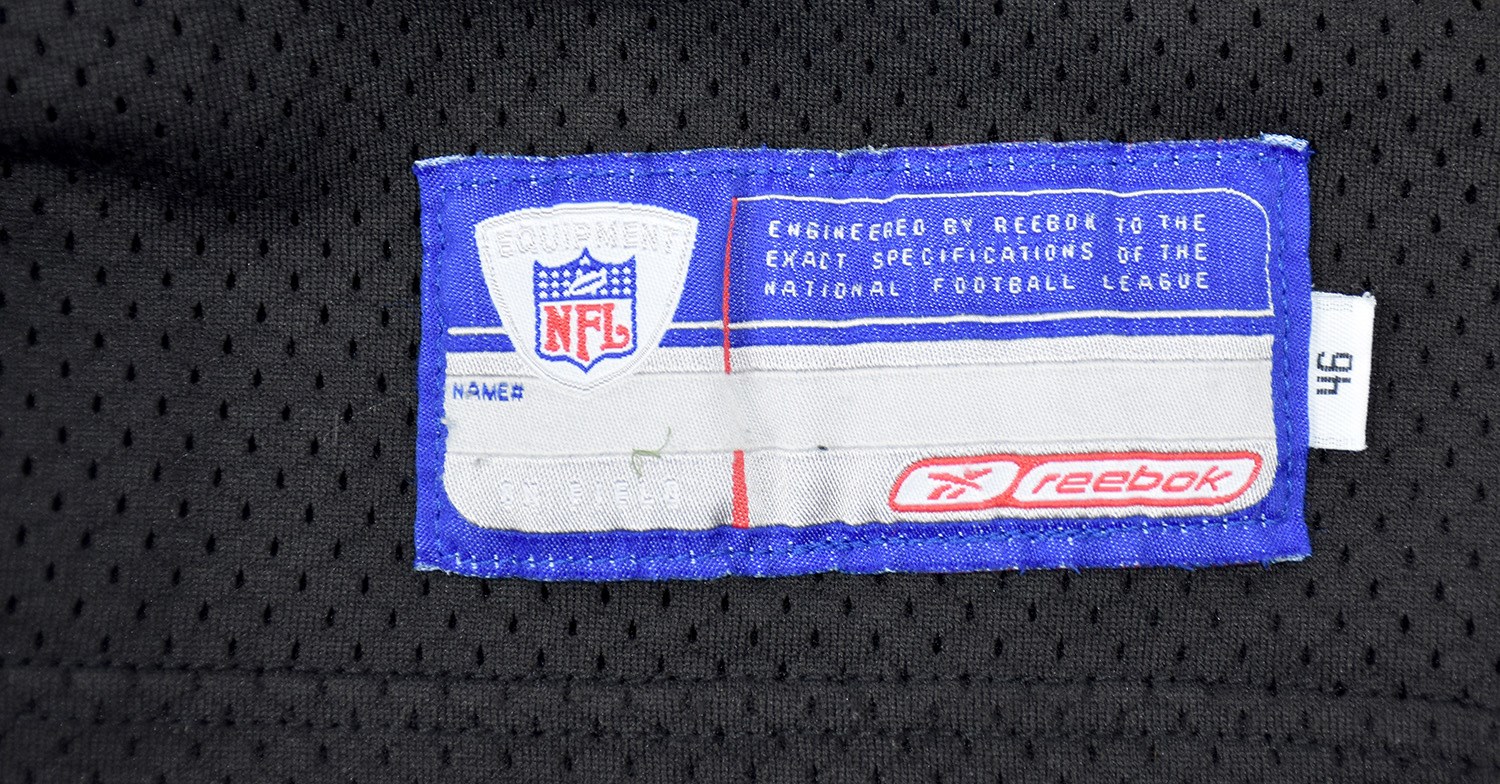 EQUIPMENT
NFL
ENGINEERED BY REEBOK TO THE
EXACT SPECIFICATIONS OF THE
NATIONAL FOOTBALL LEAGUE
NAME#
ON FIELD
reebok
46